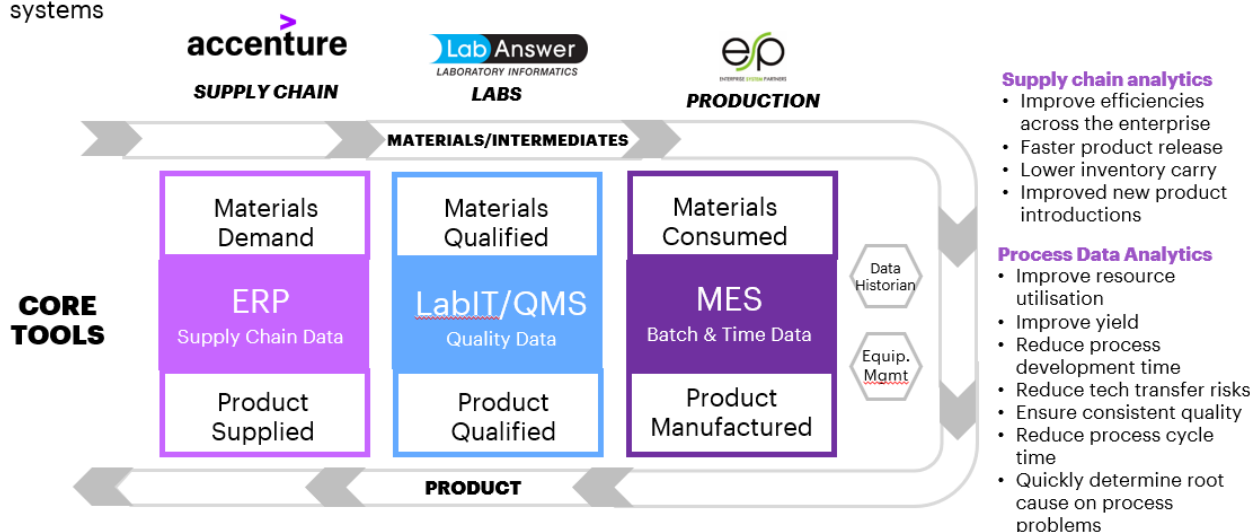 systems
accenture
>
SUPPLY CHAIN
Lab Answer
LABORATORY INFORMATICS
LABS
esp
ENTERPRISE SYSTEM PARTNERS
PRODUCTION
MATERIALS/INTERMEDIATES
CORE
TOOLS
Materials
Demand
ERP
Supply Chain Data
Product
Supplied
Materials
Qualified
LabIT/QMS
Quality Data
Product
Qualified
Materials
Consumed
MES
Batch & Time Data
Product
Manufactured
Data
Historian
Equip.
Mgmt
PRODUCT
Supply chain analytics
• Improve efficiencies
across the enterprise
• Faster product release
• Lower inventory carry
• Improved new product
introductions
Process Data Analytics
• Improve resource
utilisation
• Improve yield
• Reduce process
development time
• Reduce tech transfer risks
• Ensure consistent quality
• Reduce process cycle
time
• Quickly determine root
cause on process
problems